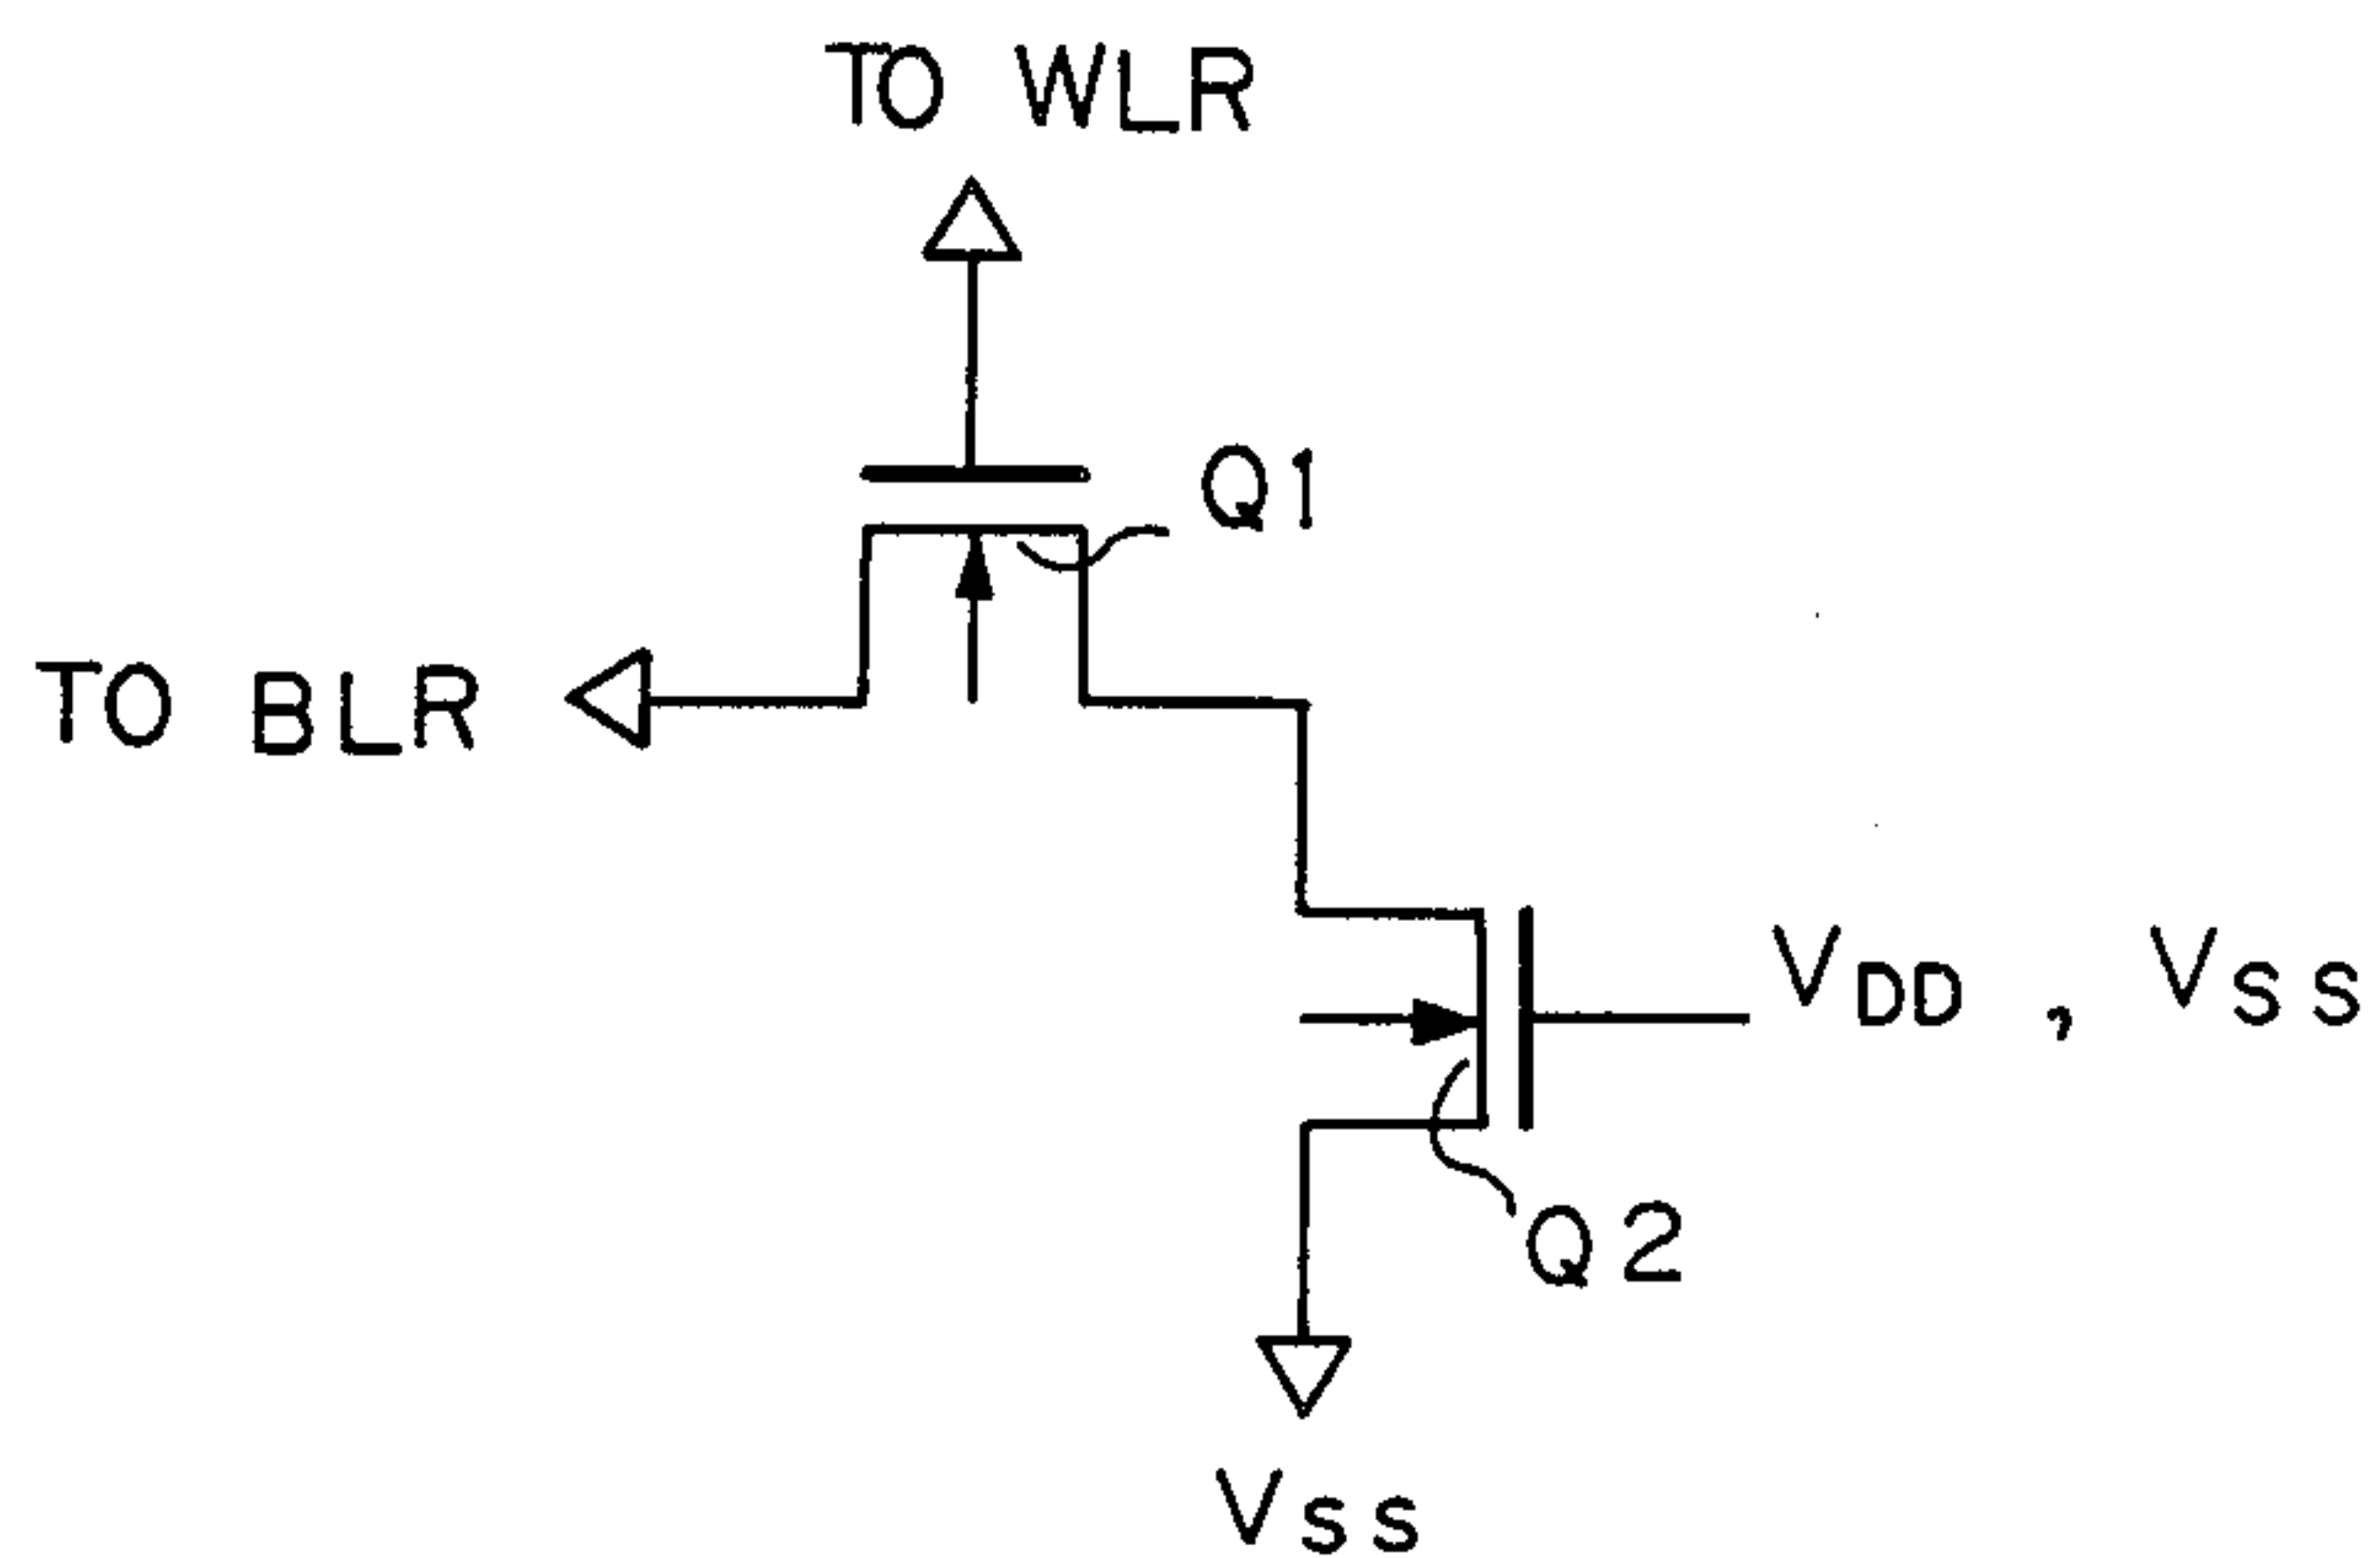 TO WLR
Q1
TO BLR
VDD , VSS
Q2
VSS